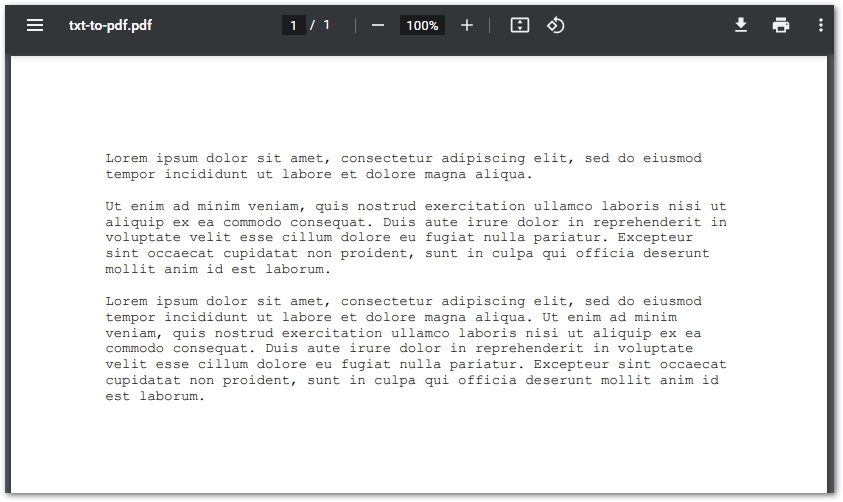 txt-to-pdf.pdf
1 / 1
100%
Lorem ipsum dolor sit amet, consectetur adipiscing elit, sed do eiusmod
tempor incididunt ut labore et dolore magna aliqua.
Ut enim ad minim veniam, quis nostrud exercitation ullamco laboris nisi ut
aliquip ex ea commodo consequat. Duis aute irure dolor in reprehenderit in
voluptate velit esse cillum dolore eu fugiat nulla pariatur. Excepteur
sint occaecat cupidatat non proident, sunt in culpa qui officia deserunt
mollit anim id est laborum.
Lorem ipsum dolor sit amet, consectetur adipiscing elit, sed do eiusmod
tempor incididunt ut labore et dolore magna aliqua. Ut enim ad minim
veniam, quis nostrud exercitation ullamco laboris nisi ut aliquip ex ea
commodo consequat. Duis aute irure dolor in reprehenderit in voluptate
velit esse cillum dolore eu fugiat nulla pariatur. Excepteur sint occaecat
cupidatat non proident, sunt in culpa qui officia deserunt mollit anim id
est laborum.